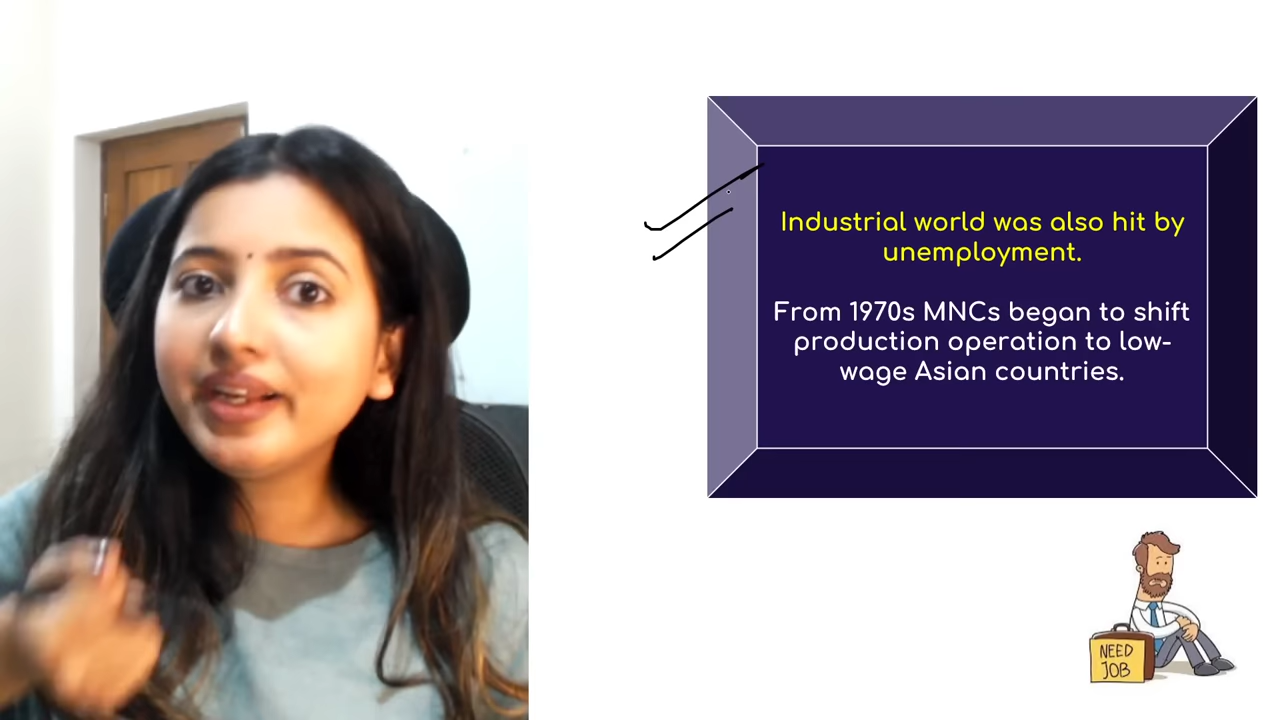 Industrial world was also hit by
unemployment.
From 1970s MNCs began to shift
production operation to low-
wage Asian countries.
NEED
JOB